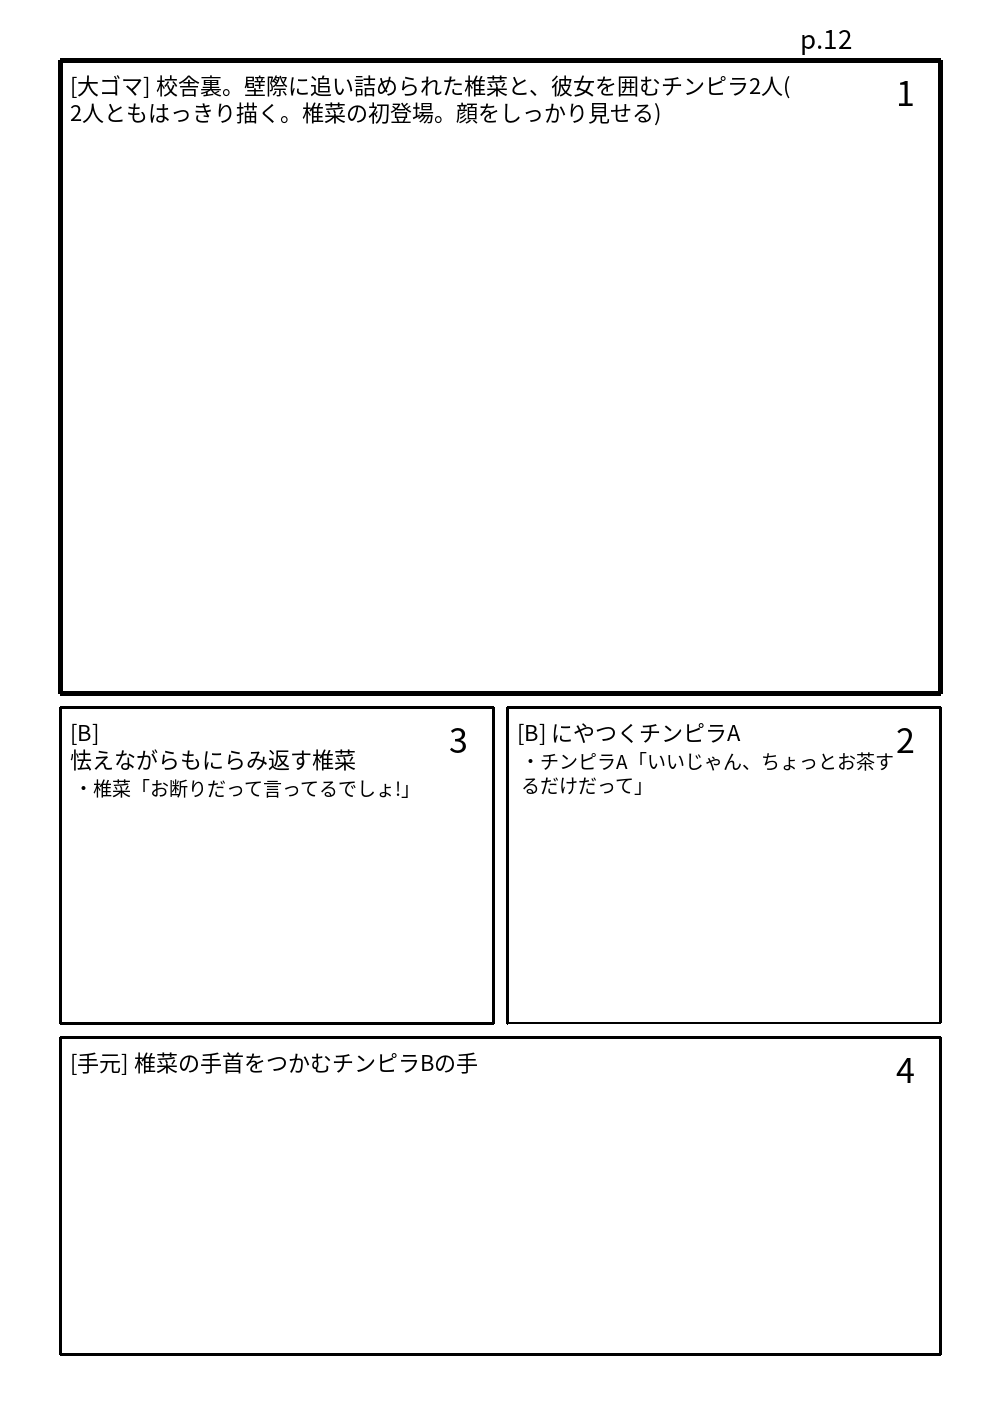 p.12
[大ゴマ] 校舎裏。壁際に追い詰められた椎菜と、彼女を囲むチンピラ2人(
2人ともはっきり描く。椎菜の初登場。顔をしっかり見せる)
1
[B] にやつくチンピラA
・チンピラA「いいじゃん、ちょっとお茶す
るだけだって」
2
[B]
怯えながらもにらみ返す椎菜
・椎菜「お断りだって言ってるでしょ!」
3
[手元] 椎菜の手首をつかむチンピラBの手
4